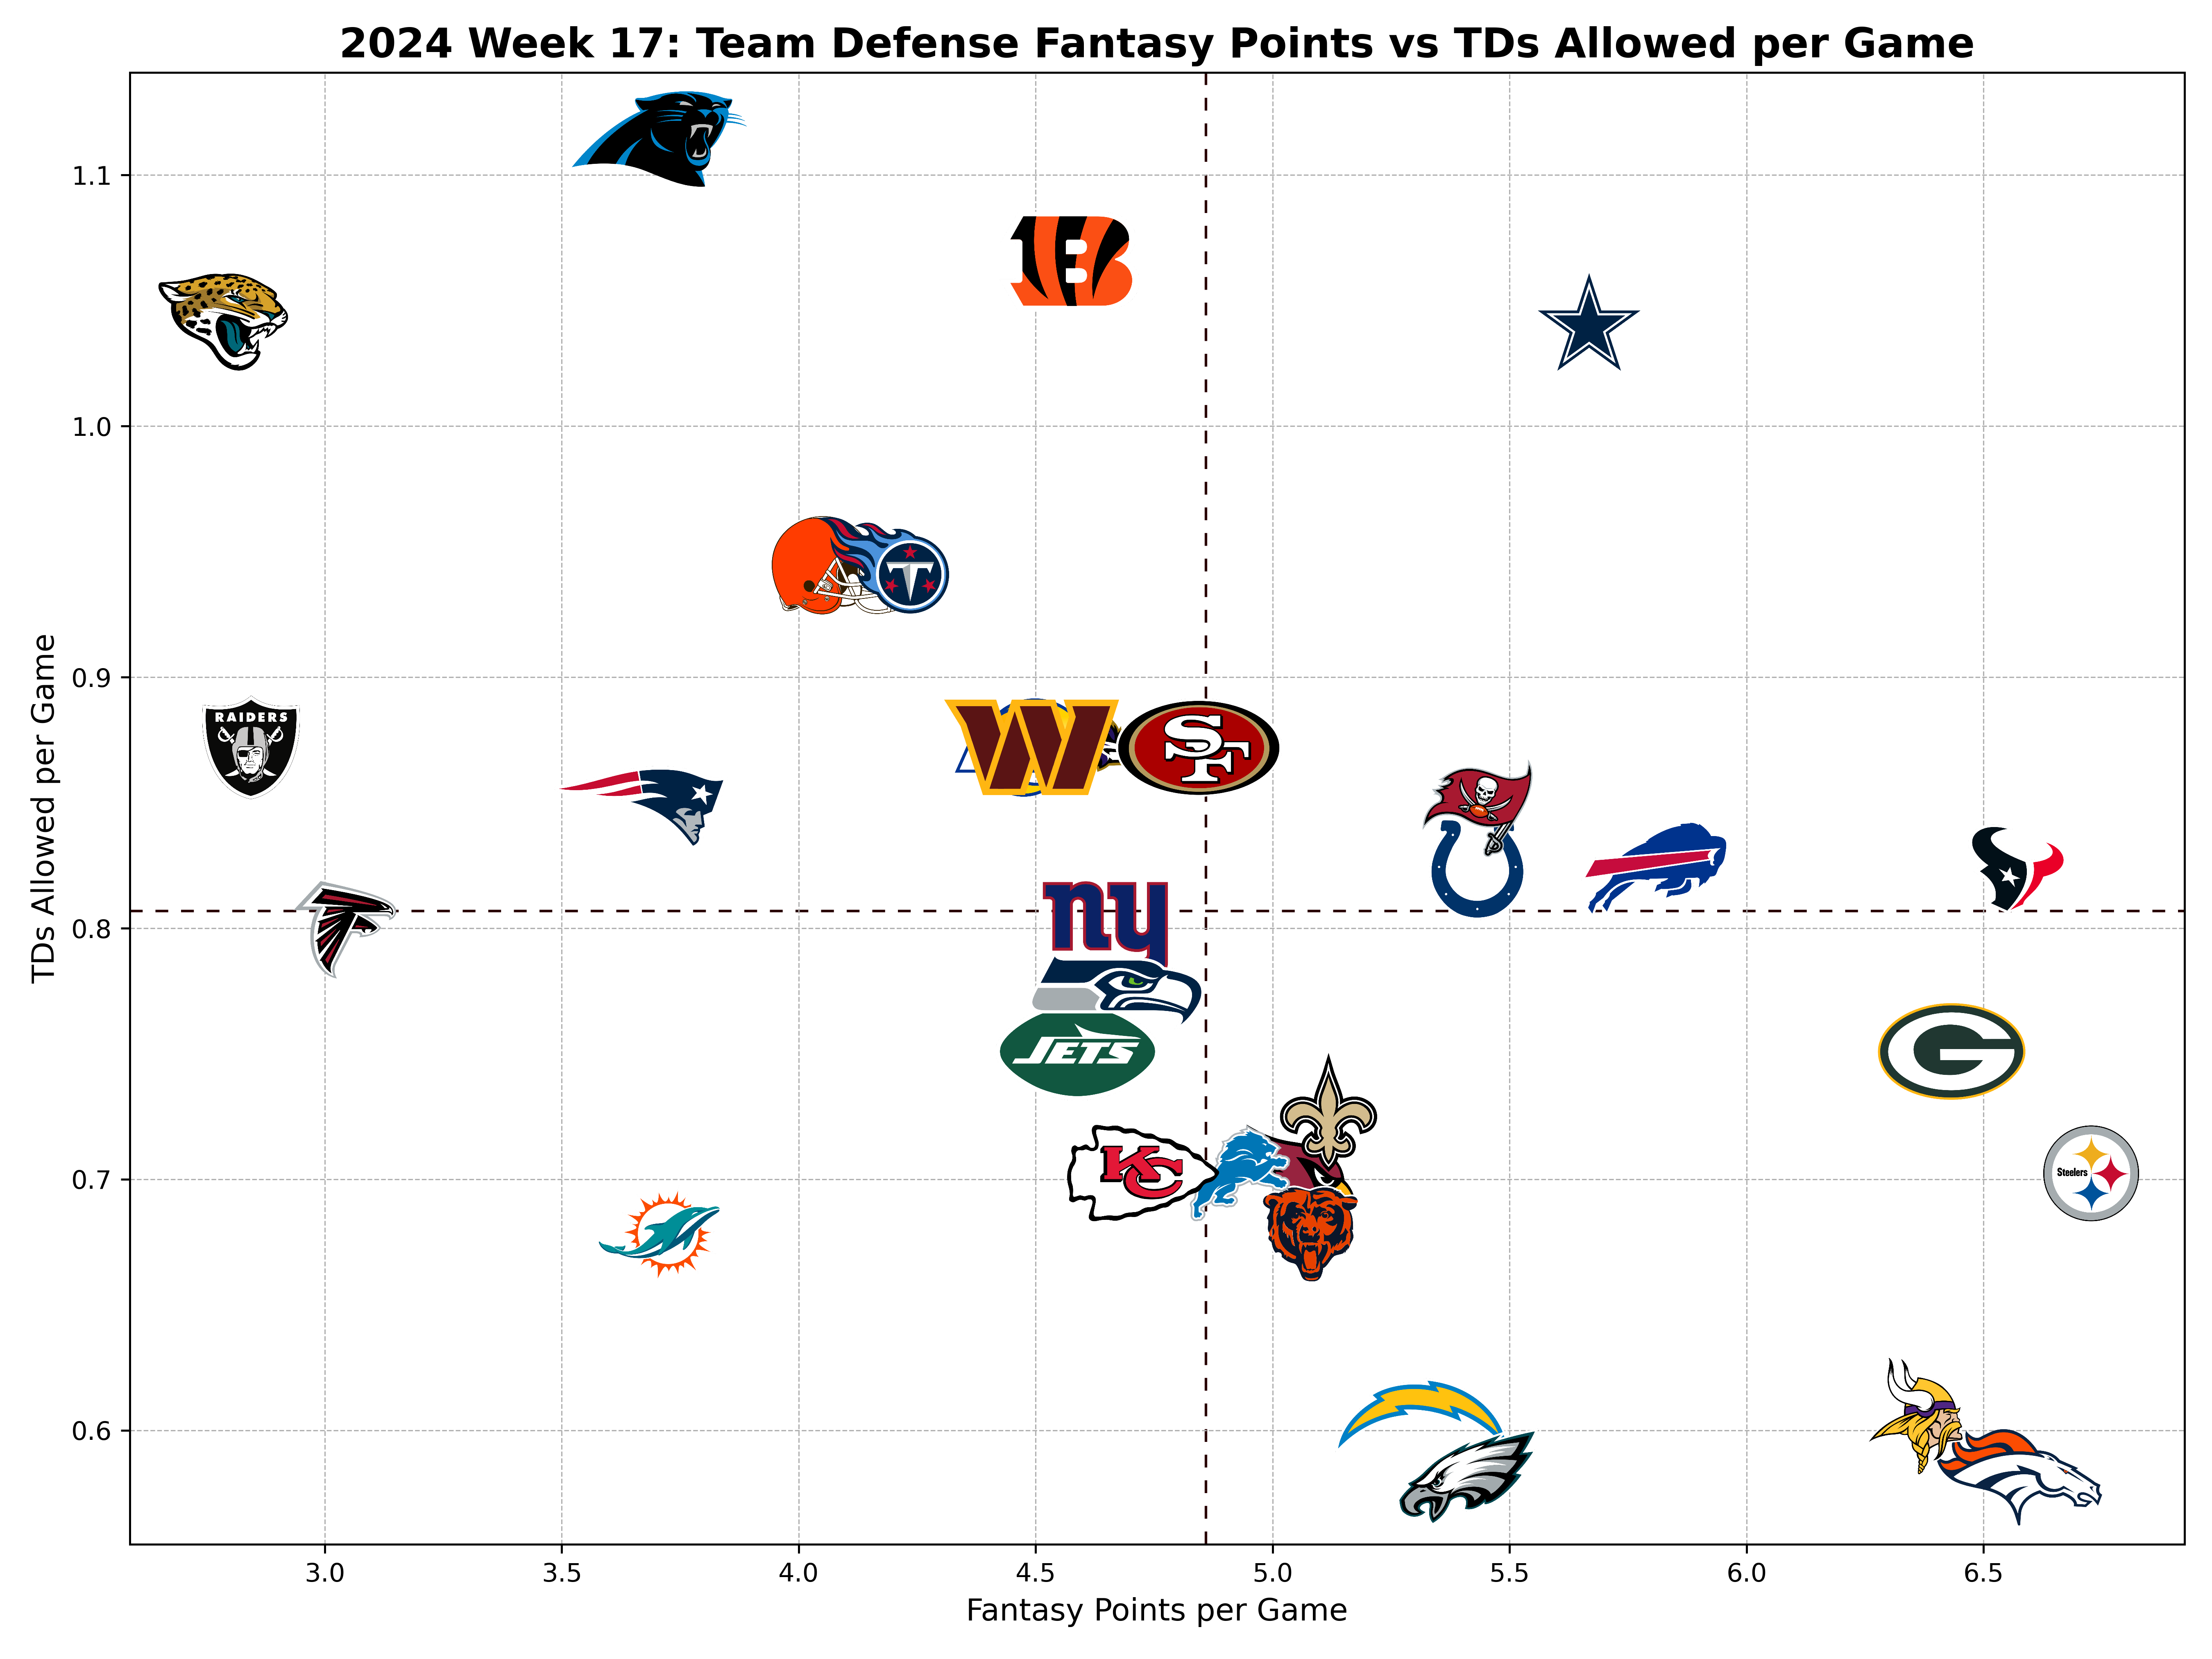 2024 Week 17: Team Defense Fantasy Points vs TDs Allowed per Game
1.1
1.0
0.9
0.8
0.7
0.6
TDs Allowed per Game
T
RAIDERS
W
SF
ny
JETS
G
KC
Steelers
3.0
3.5
4.0
4.5
5.0
5.5
6.0
6.5
Fantasy Points per Game